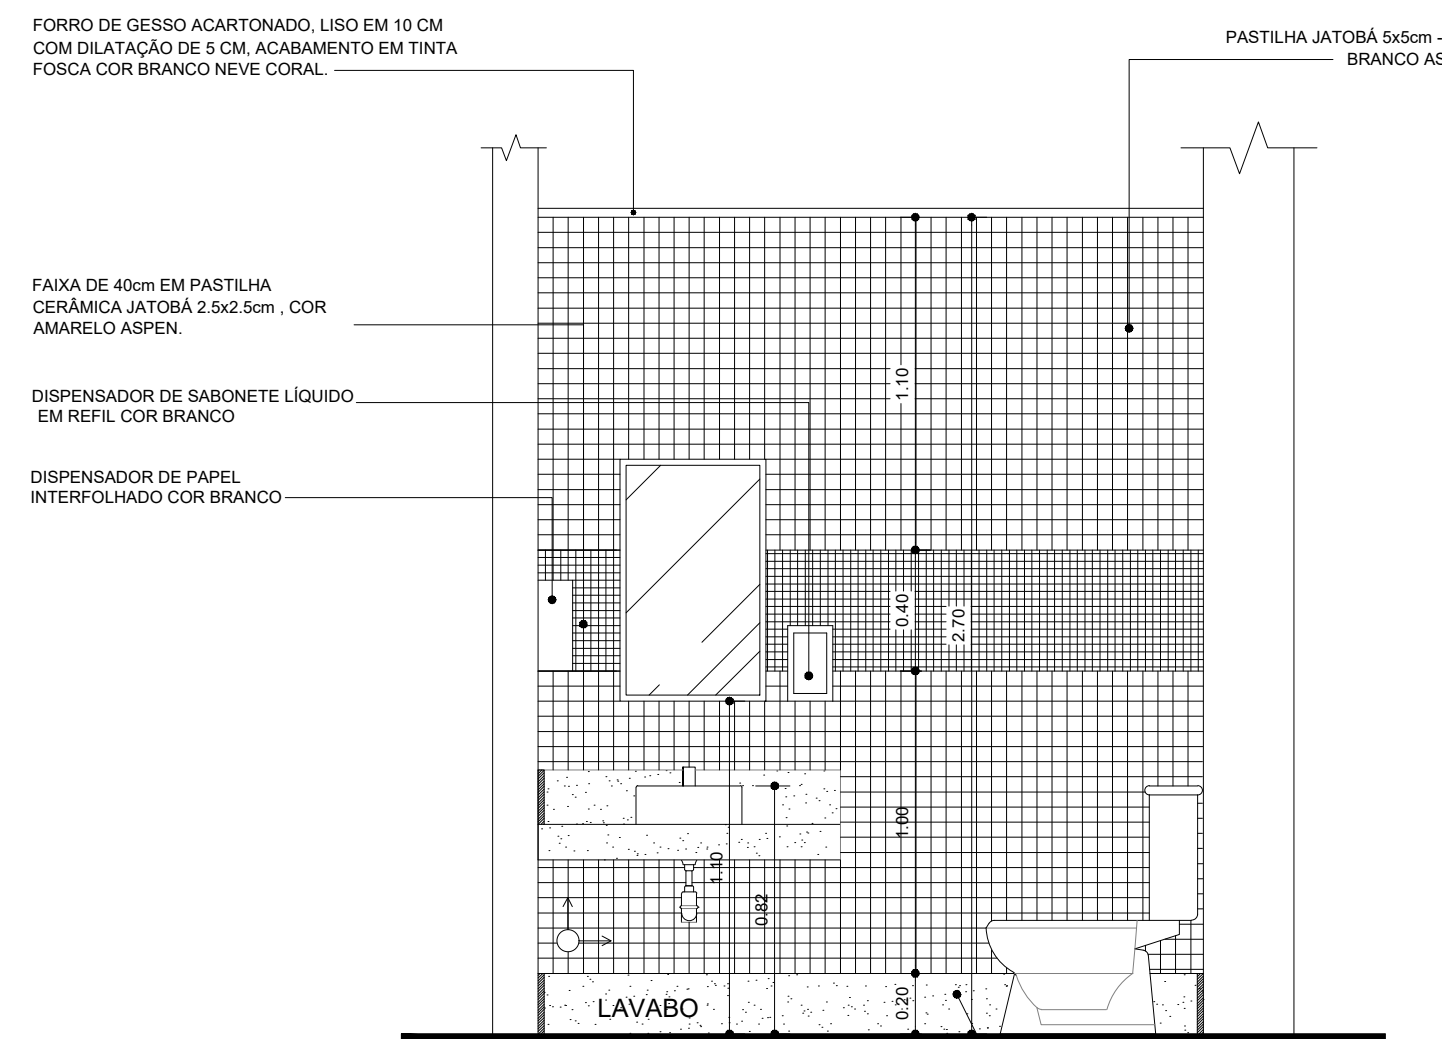 FORRO DE GESSO ACARTONADO, LISO EM 10 CM
COM DILATAÇÃO DE 5 CM, ACABAMENTO EM TINTA
FOSCA COR BRANCO NEVE CORAL.
PASTILHA JATOBÁ 5x5cm -
BRANCO AS
FAIXA DE 40cm EM PASTILHA
CERÂMICA JATOBÁ 2.5x2.5cm , COR
AMARELO ASPEN.
DISPENSADOR DE SABONETE LÍQUIDO
EM REFIL COR BRANCO
DISPENSADOR DE PAPEL
INTERFOLHADO COR BRANCO
1.10
0.40
2.70
1.00
1.10
0.82
0.20
LAVABO